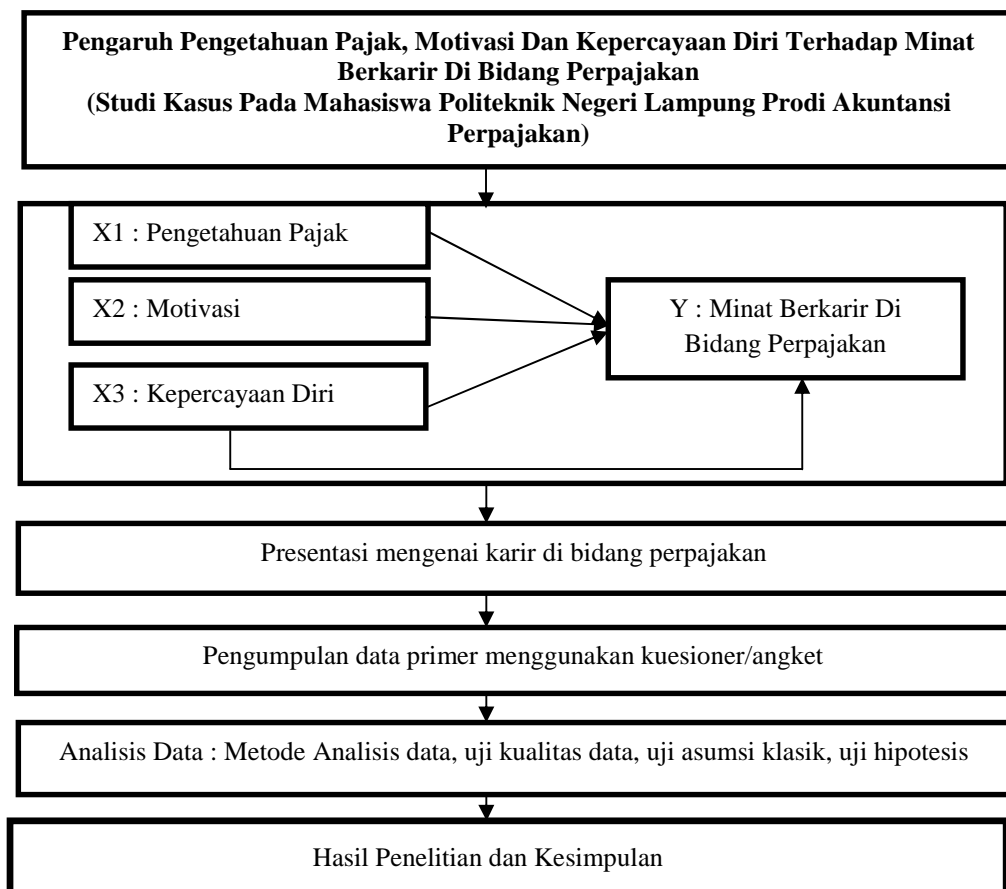 Pengaruh Pengetahuan Pajak, Motivasi Dan Kepercayaan Diri Terhadap Minat
Berkarir Di Bidang Perpajakan
(Studi Kasus Pada Mahasiswa Politeknik Negeri Lampung Prodi Akuntansi
Perpajakan)
X1 : Pengetahuan Pajak
X2 : Motivasi
X3 : Kepercayaan Diri
Y : Minat Berkarir Di
Bidang Perpajakan
Presentasi mengenai karir di bidang perpajakan
Pengumpulan data primer menggunakan kuesioner/angket
Analisis Data : Metode Analisis data, uji kualitas data, uji asumsi klasik, uji hipotesis
Hasil Penelitian dan Kesimpulan